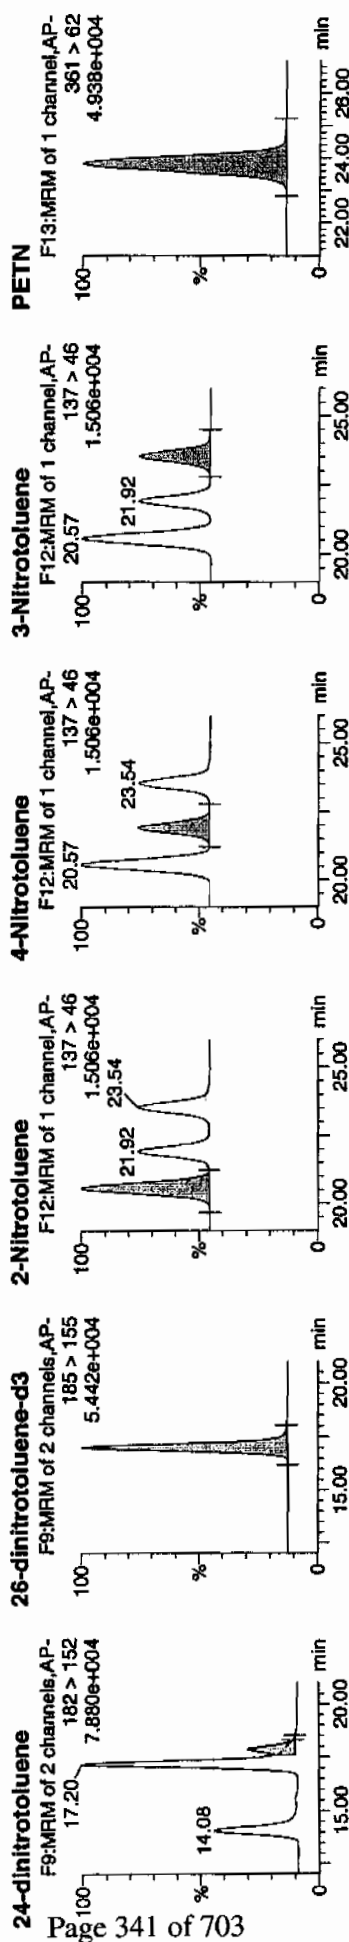 24-dinitrotoluene
F9:MRM of 2 channels,AP-
182 > 152
7.880e+004
100
17.20
14.08
%
0
15.00
20.00
min
26-dinitrotoluene-d3
F9:MRM of 2 channels,AP-
185 > 155
5.442e+004
100
%
0
15.00
20.00
min
2-Nitrotoluene
F12:MRM of 1 channel,AP-
137 > 46
1.506e+004
100
21.92
23.54
%
0
20.00
25.00
min
4-Nitrotoluene
F12:MRM of 1 channel,AP-
137 > 46
1.506e+004
100
20.57
23.54
%
0
20.00
25.00
min
3-Nitrotoluene
F12:MRM of 1 channel,AP-
137 > 46
1.506e+004
100
20.57
21.92
%
0
20.00
25.00
min
PETN
F13:MRM of 1 channel,AP-
361 > 62
4.938e+004
100
%
0
22.00
24.00
26.00
min
Page 341 of 703